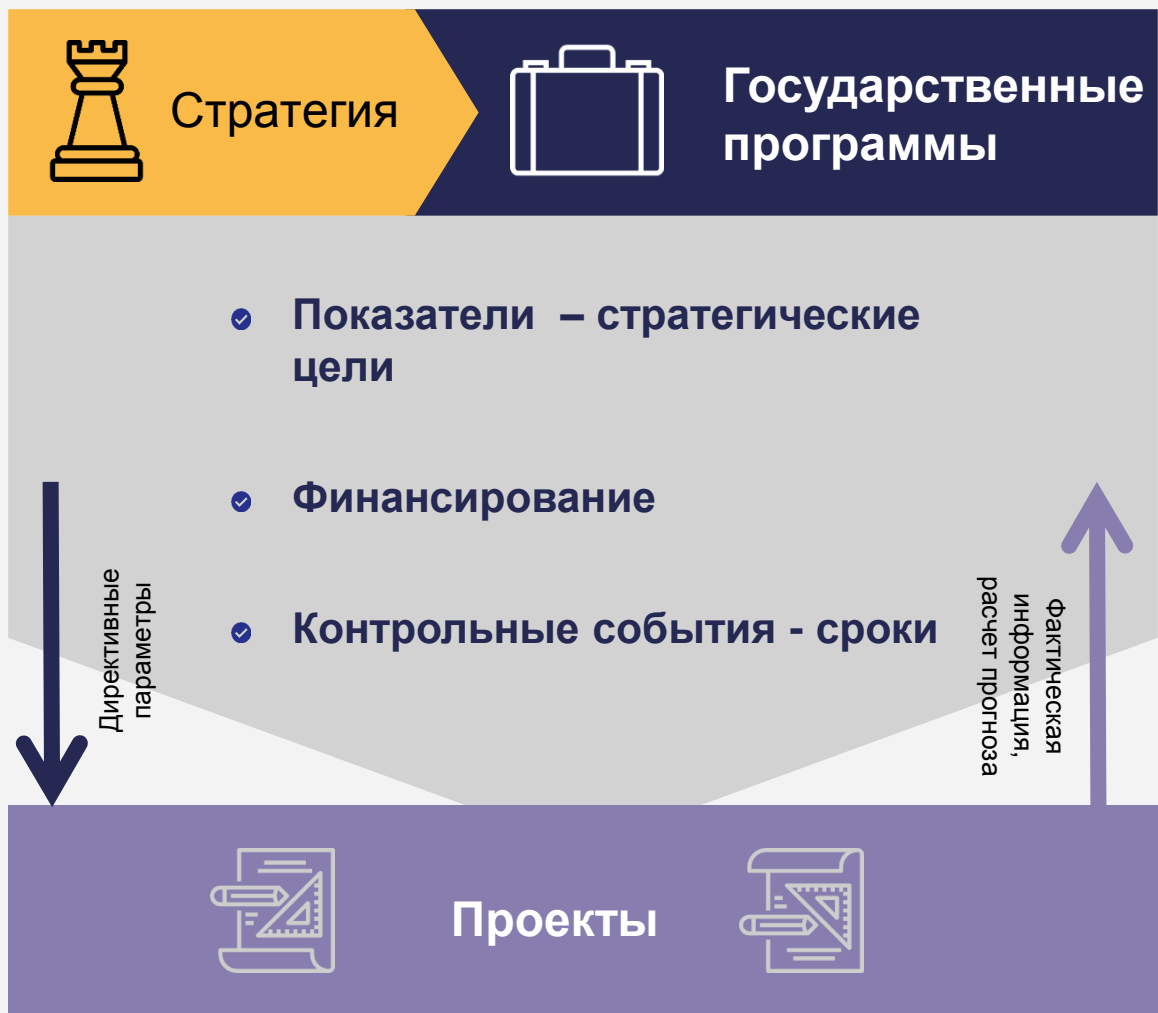 Стратегия
Государственные
программы
Показатели – стратегические
цели
Финансирование
Контрольные события - сроки
Директивные
параметры
Фактическая
информация,
расчет прогноза
Проекты